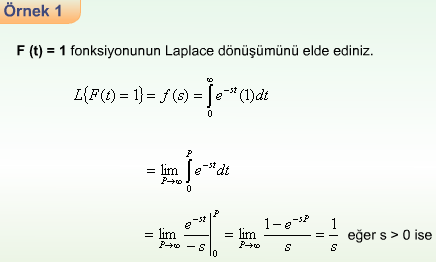 Örnek 1
F (t) = 1 fonksiyonunun Laplace dönüşümünü elde ediniz.
L{F(t) = 1} = f(s) = ∫₀^∞ e^{-st} (1)dt
= lim_{P→∞} ∫₀^P e^{-st} dt
= lim_{P→∞} e^{-st}/-s |₀^P = lim_{P→∞} (1-e^{-sP})/s = 1/s eğer s > 0 ise